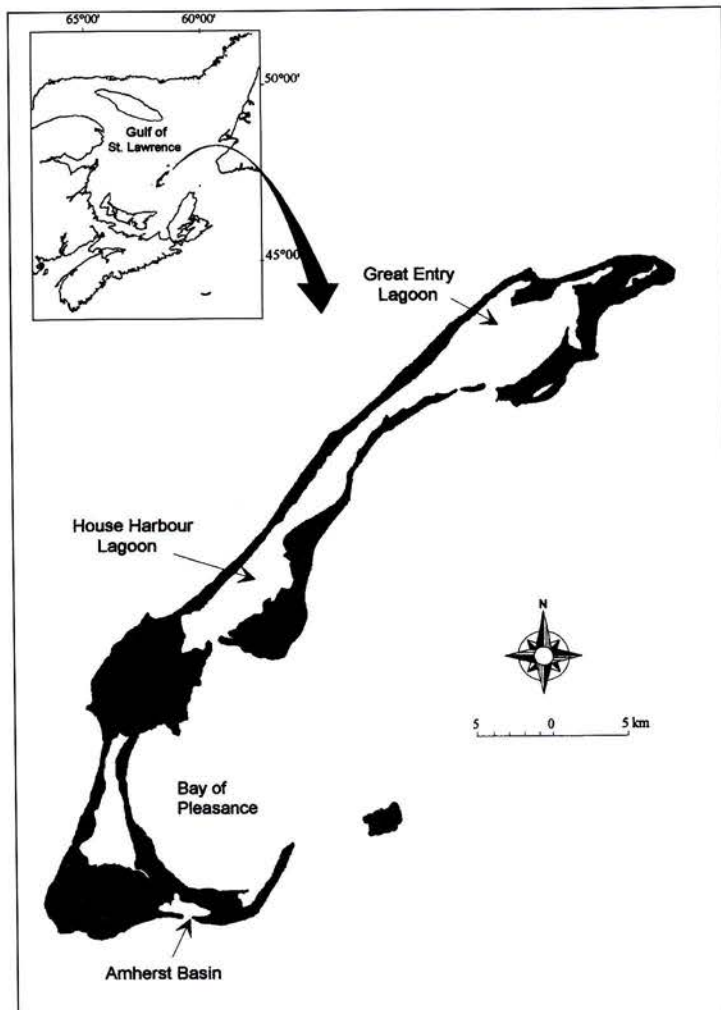 65°00'
60°00'
50°00'
Gulf of
St. Lawrence
45°00'
Great Entry
Lagoon
House Harbour
Lagoon
N
5 0 5 km
Bay of
Pleasance
Amherst Basin